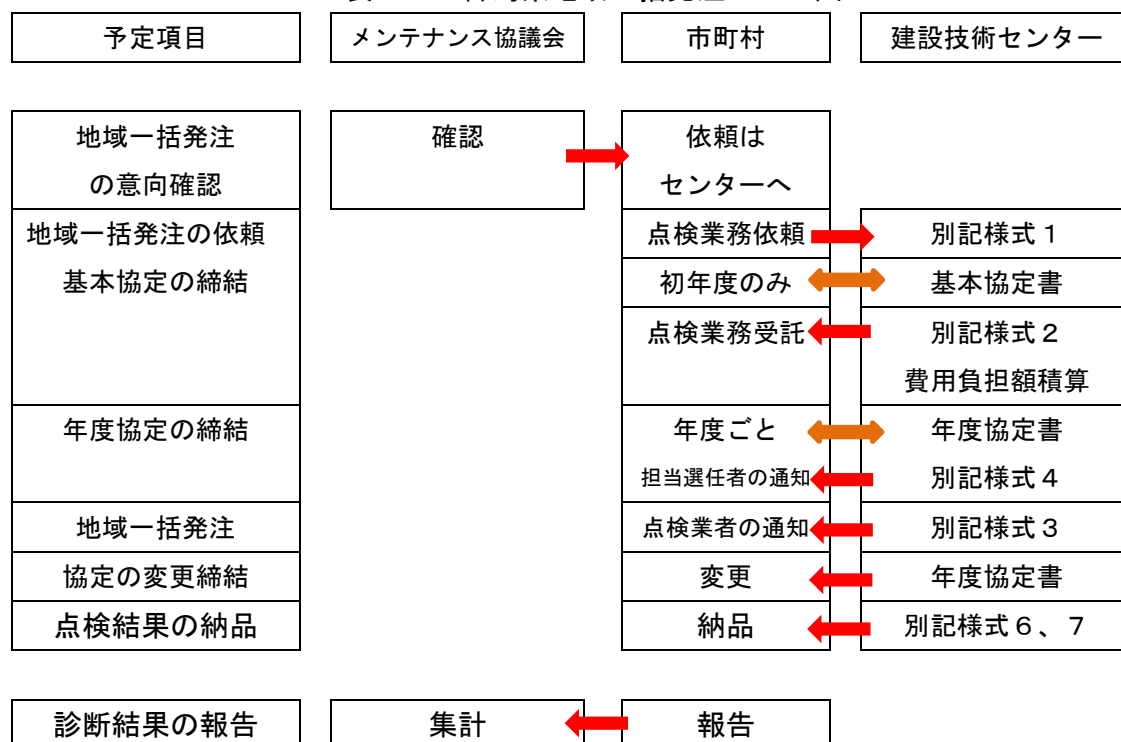 予定項目 メンテナンス協議会 市町村 建設技術センター
地域一括発注 確認 依頼は
の意向確認 センターへ
地域一括発注の依頼 点検業務依頼 別記様式1
基本協定の締結 初年度のみ 基本協定書
点検業務受託 別記様式2
費用負担額積算
年度協定の締結 年度ごと 年度協定書
担当選任者の通知 別記様式4
地域一括発注 点検業者の通知 別記様式3
協定の変更締結 変更 年度協定書
点検結果の納品 納品 別記様式6、7
診断結果の報告 集計 報告